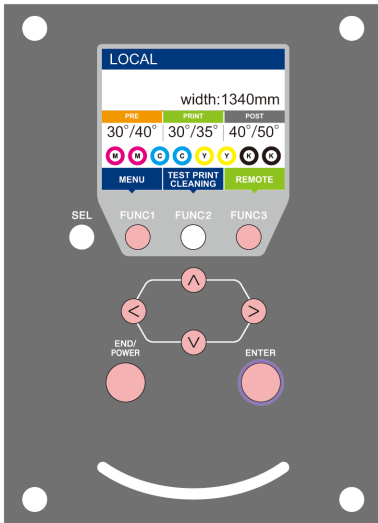 LOCAL
width:1340mm
PRE PRINT POST
30°/40° 30°/35° 40°/50°
M M C C Y Y K K
MENU TEST PRINT CLEANING REMOTE
SEL FUNC1 FUNC2 FUNC3
END/
POWER
ENTER